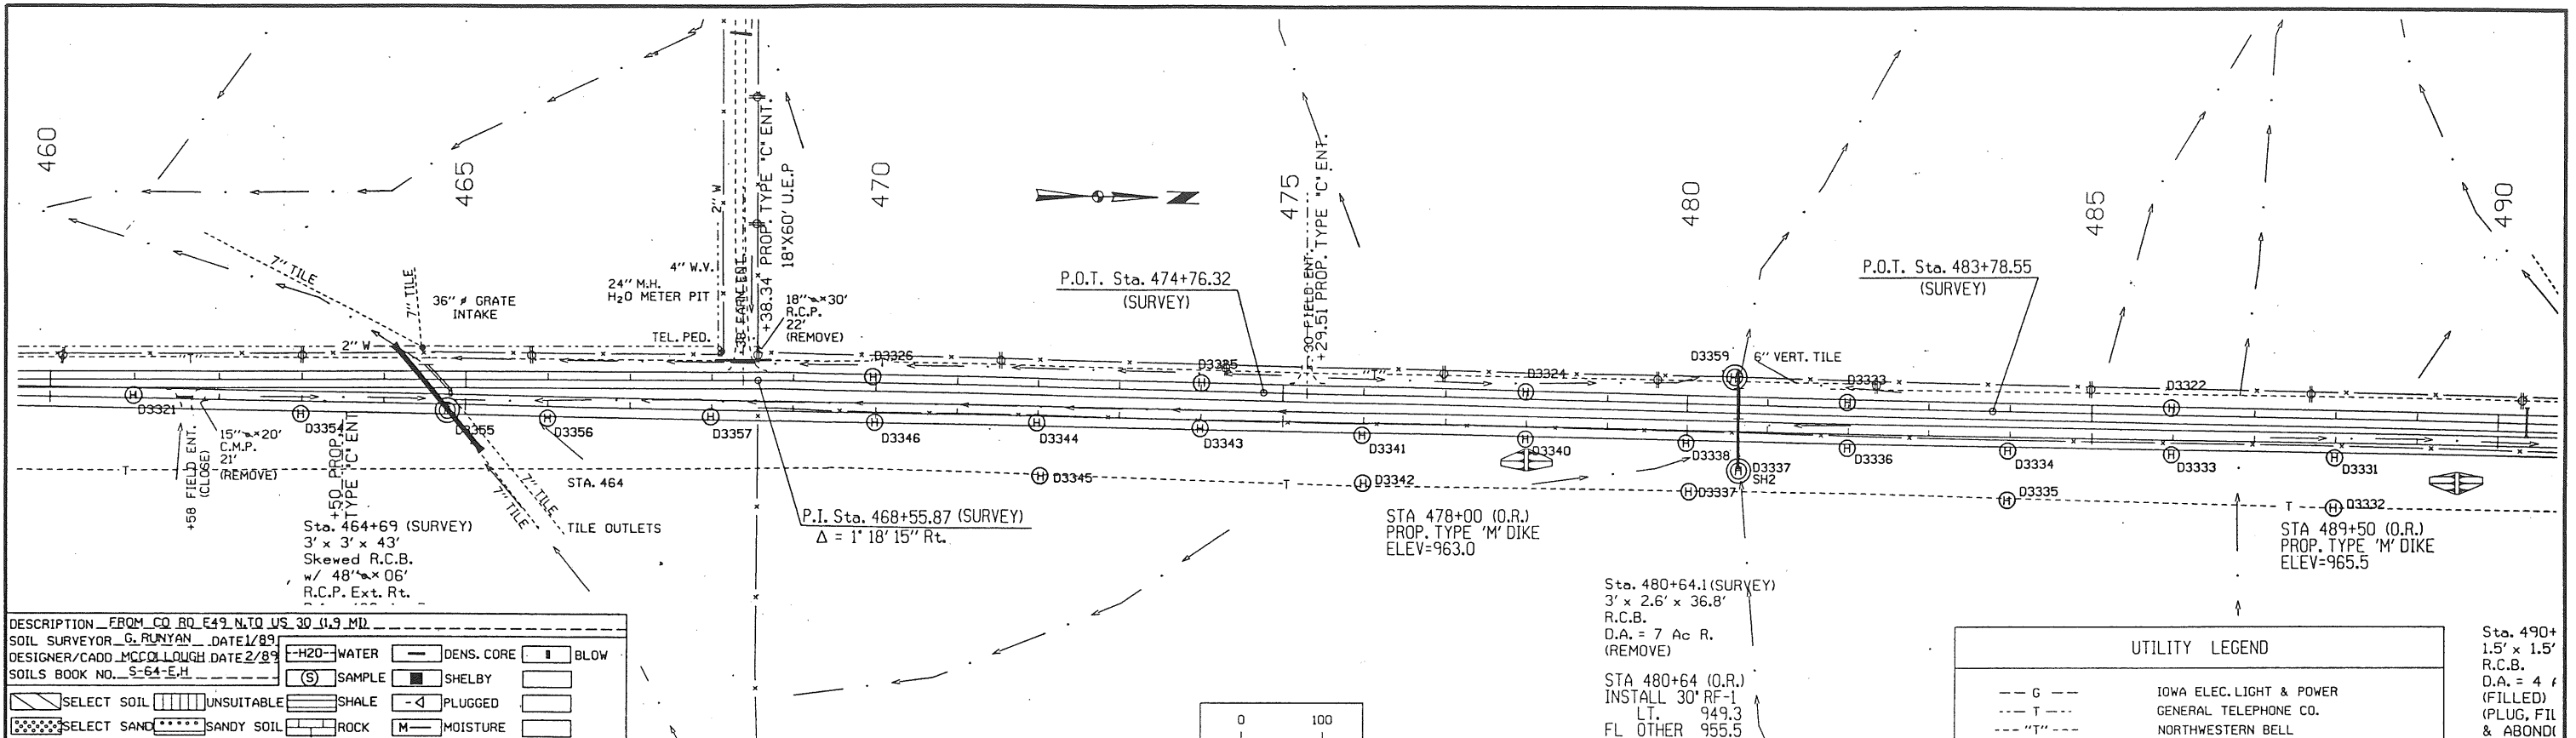 460
465
470
475
480
485
490
7" TILE
7" TILE
36" ø GRATE
INTAKE
2" W
"T"
4" W.V.
24" M.H.
H2O METER PIT
TEL. PED.
2" W
38 FARM ENT.
+38.34 PROP. TYPE "C" ENT.
18"X60' U.E.P
18" × 30'
R.C.P.
22'
(REMOVE)
P.O.T. Sta. 474+76.32
(SURVEY)
30 FIELD ENT.
+29.51 PROP. TYPE "C" ENT.
"T"
P.O.T. Sta. 483+78.55
(SURVEY)
D3326
D3325
D3324
D3359
6" VERT. TILE
D3323
D3322
D3321
D3354
D3355
D3356
D3357
D3346
D3344
D3343
D3341
D3340
D3338
D3337
SH2
D3336
D3334
D3333
D3331
D3345
D3342
D3337
D3335
D3332
T
T
T
+58 FIELD ENT.
(CLOSE)
15" × 20'
C.M.P.
21'
(REMOVE)
+50 PROP.
TYPE "C" ENT
STA. 464
7" TILE
7" TILE
TILE OUTLETS
Sta. 464+69 (SURVEY)
3' x 3' x 43'
Skewed R.C.B.
w/ 48" × 06'
R.C.P. Ext. Rt.
P.I. Sta. 468+55.87 (SURVEY)
Δ = 1° 18' 15" Rt.
STA 478+00 (O.R.)
PROP. TYPE 'M' DIKE
ELEV=963.0
STA 489+50 (O.R.)
PROP. TYPE 'M' DIKE
ELEV=965.5
Sta. 480+64.1 (SURVEY)
3' x 2.6' x 36.8'
R.C.B.
D.A. = 7 Ac R.
(REMOVE)
STA 480+64 (O.R.)
INSTALL 30" RF-1
LT. 949.3
FL OTHER 955.5
Sta. 490+
1.5' x 1.5'
R.C.B.
D.A. = 4
(FILLED)
(PLUG, FIL
& ABOND
DESCRIPTION FROM CO RD E49 N. TO US 30 (1.9 MI)
SOIL SURVEYOR G. RUNYAN DATE 1/89
DESIGNER/CADD MCCOLLOUGH DATE 2/89
SOILS BOOK NO. S-64-E,H
--H2O-- WATER
DENS. CORE
BLOW
S SAMPLE
SHELBY
SELECT SOIL
UNSUITABLE
SHALE
PLUGGED
SELECT SAND
SANDY SOIL
ROCK
M MOISTURE
0 100
UTILITY LEGEND
-- G -- IOWA ELEC. LIGHT & POWER
-- T -- GENERAL TELEPHONE CO.
--- "T" --- NORTHWESTERN BELL